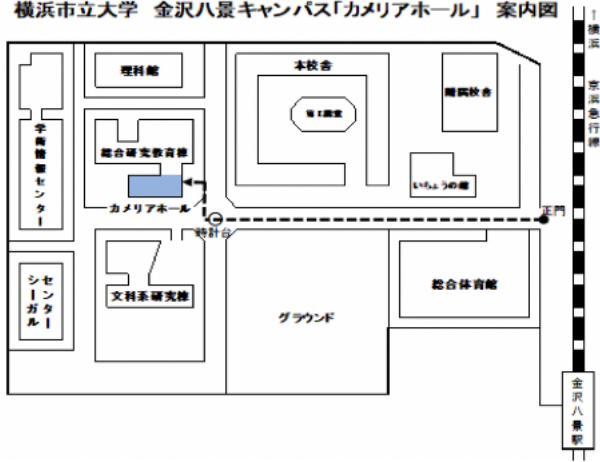 横浜市立大学 金沢八景キャンパス「カメリアホール」 案内図
↑横浜
京浜急行線
理科館
本校舎
学術情報センター
総合研究教育棟
いちょうの館
カメリアホール
正門
時計台
シーガルセンター
文科系研究棟
グラウンド
総合体育館
金沢八景駅